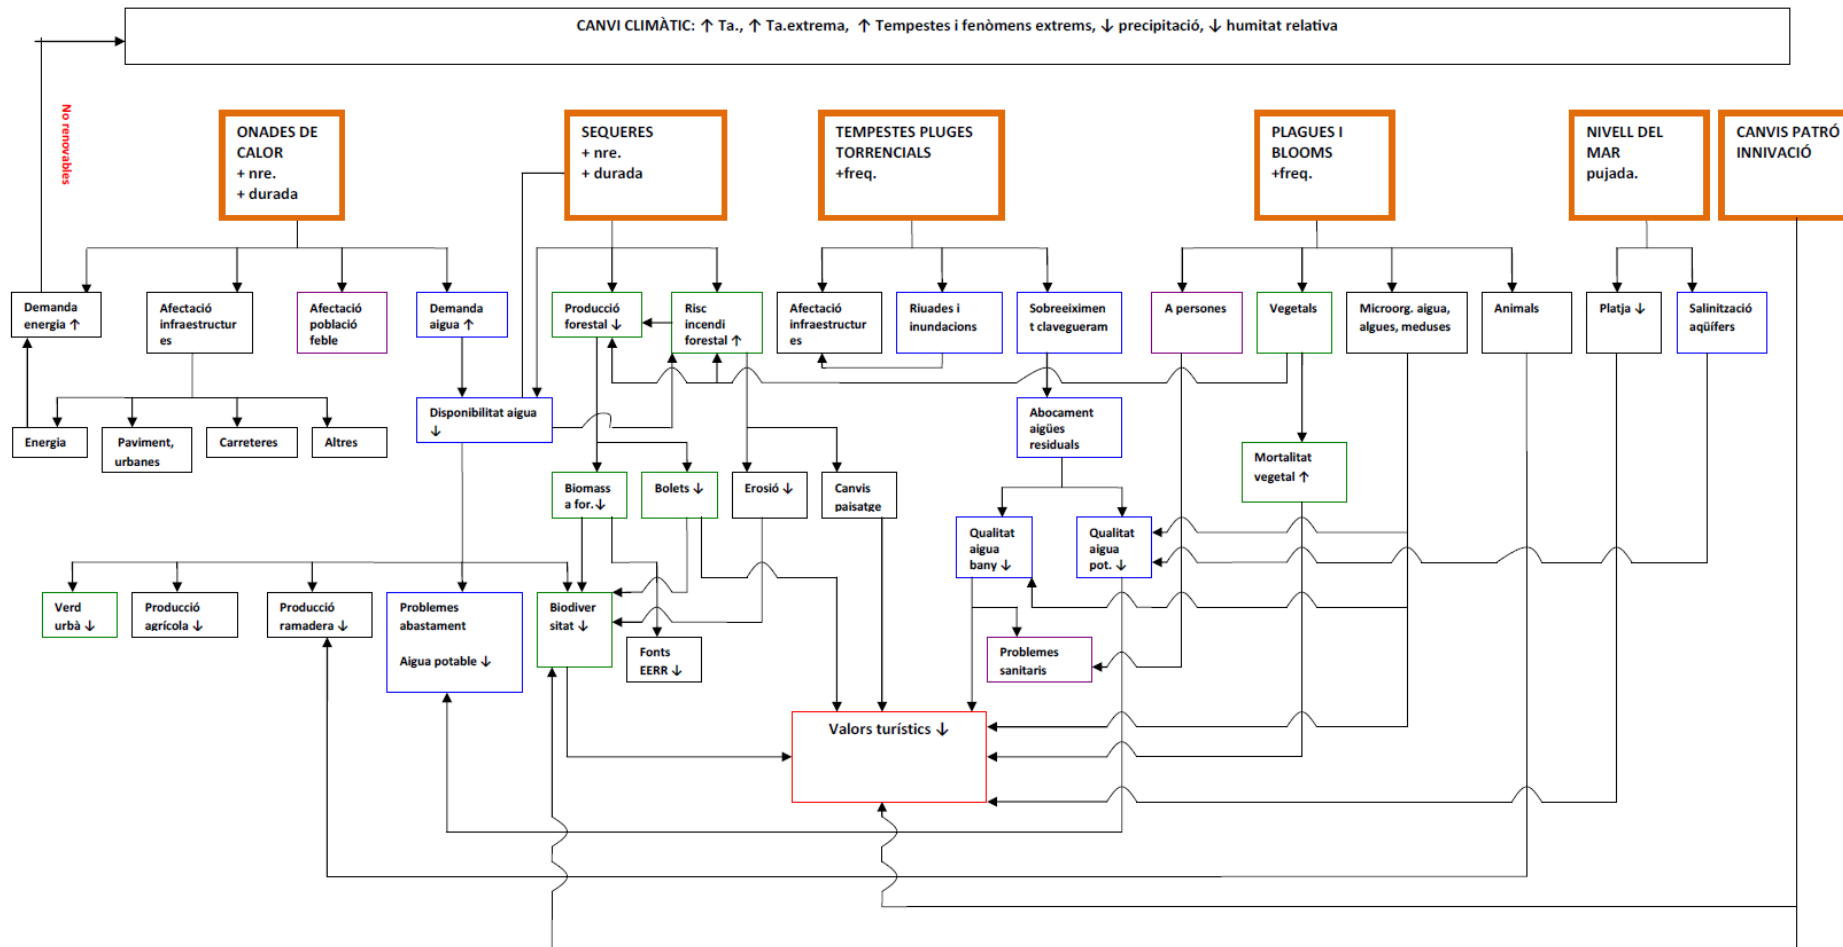 CANVI CLIMÀTIC: ↑ Ta., ↑ Ta.extrema, ↑ Tempestes i fenòmens extrems, ↓ precipitació, ↓ humitat relativa
No renovables
ONADES DE
CALOR
+ nre.
+ durada
SEQUERES
+ nre.
+ durada
TEMPESTES PLUGES
TORRENCIALS
+freq.
PLAGUES I
BLOOMS
+freq.
NIVELL DEL
MAR
pujada.
CANVIS PATRÓ
INNIVACIÓ
Demanda
energia ↑
Afectació
infraestructur
es
Afectació
població
feble
Demanda
aigua ↑
Producció
forestal ↓
Risc
incendi
forestal ↑
Afectació
infraestructur
es
Riuades i
inundacions
Sobreeiximen
t clavegueram
A persones
Vegetals
Microorg. aigua,
algues, meduses
Animals
Platja ↓
Salinització
aqüífers
Energia
Paviment,
urbanes
Carreteres
Altres
Disponibilitat aigua
↓
Abocament
aigües
residuals
Mortalitat
vegetal ↑
Biomass
a for.↓
Bolets ↓
Erosió ↓
Canvis
paisatge
Qualitat
aigua
bany ↓
Qualitat
aigua
pot. ↓
Verd
urbà ↓
Producció
agrícola ↓
Producció
ramadera ↓
Problemes
abastament
Aigua potable ↓
Biodiver
sitat ↓
Fonts
EERR ↓
Problemes
sanitaris
Valors turístics ↓